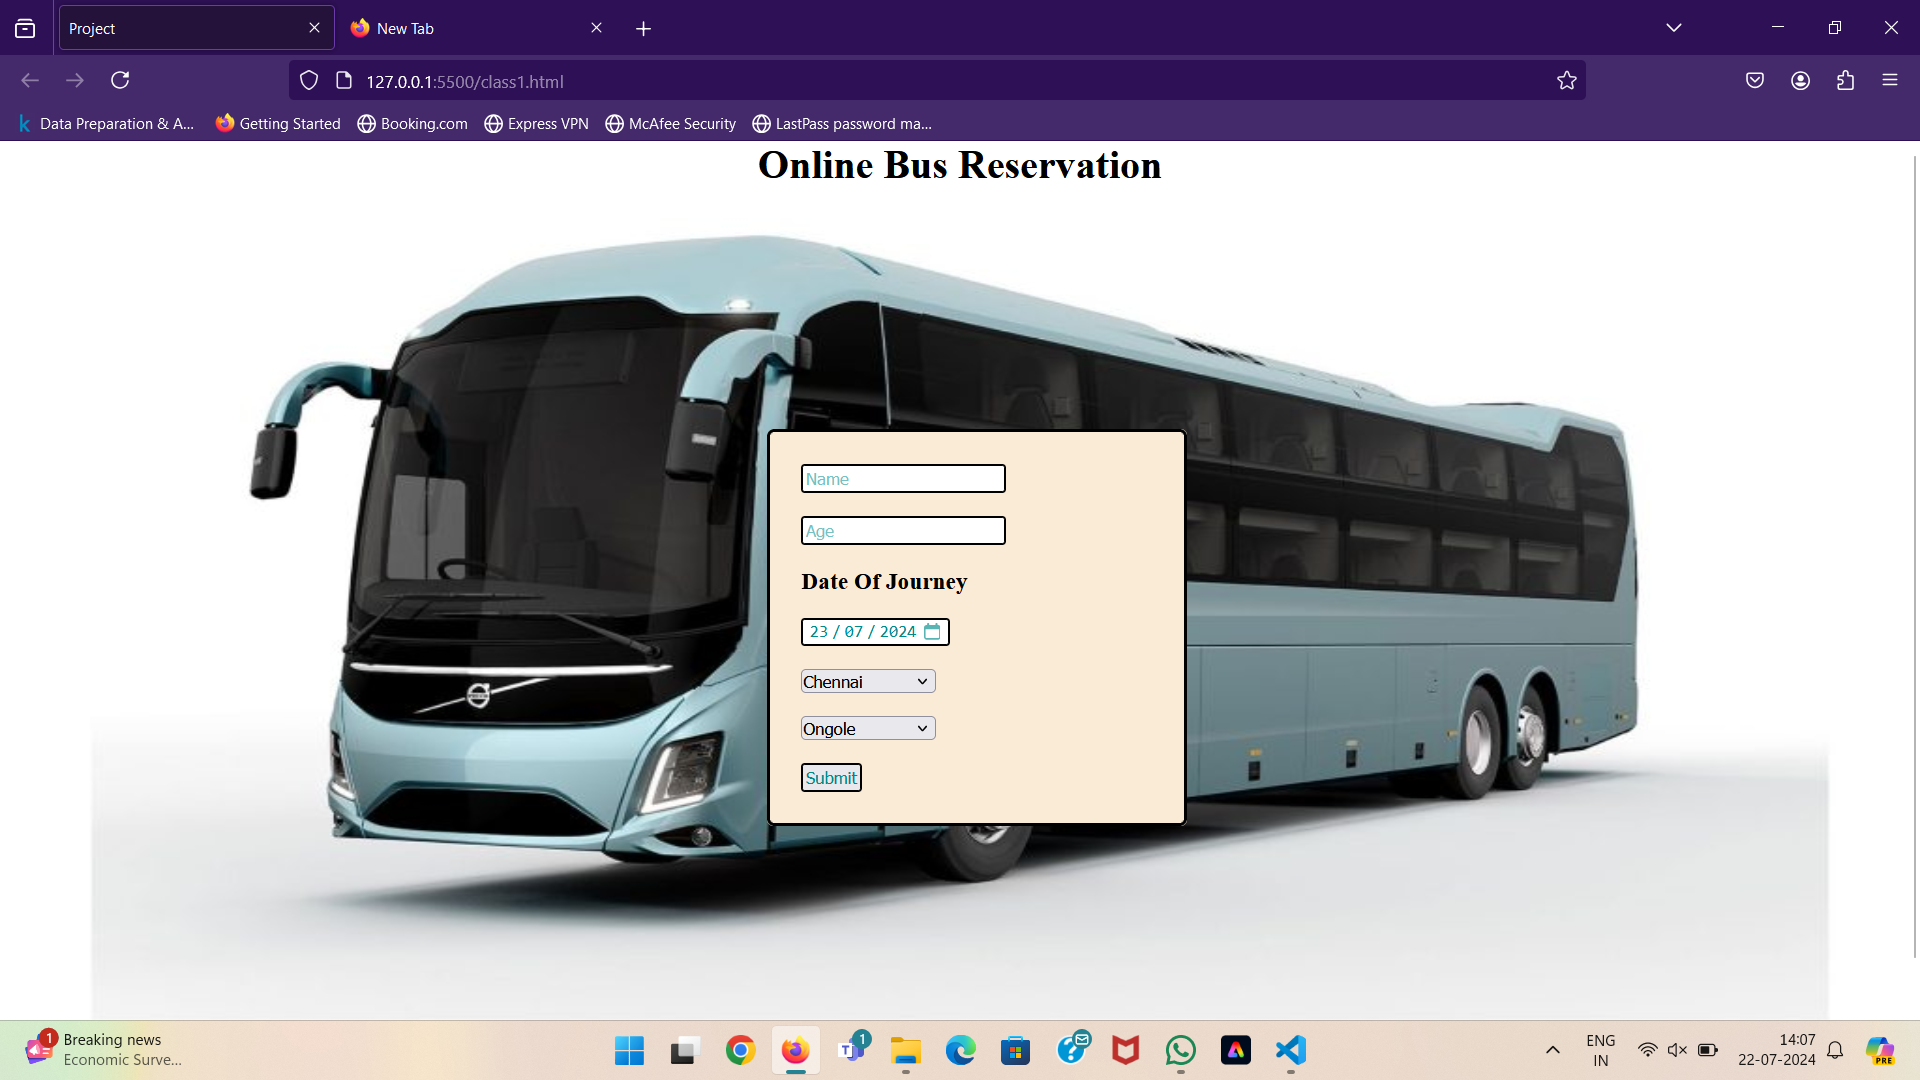 Project
New Tab
127.0.0.1:5500/class1.html
Data Preparation & A...
Getting Started
Booking.com
Express VPN
McAfee Security
LastPass password ma...
Online Bus Reservation
Name
Age
Date Of Journey
23 / 07 / 2024
Chennai
Ongole
Submit
1
Breaking news
Economic Surve...
1
PRE
ENG
IN
14:07
22-07-2024